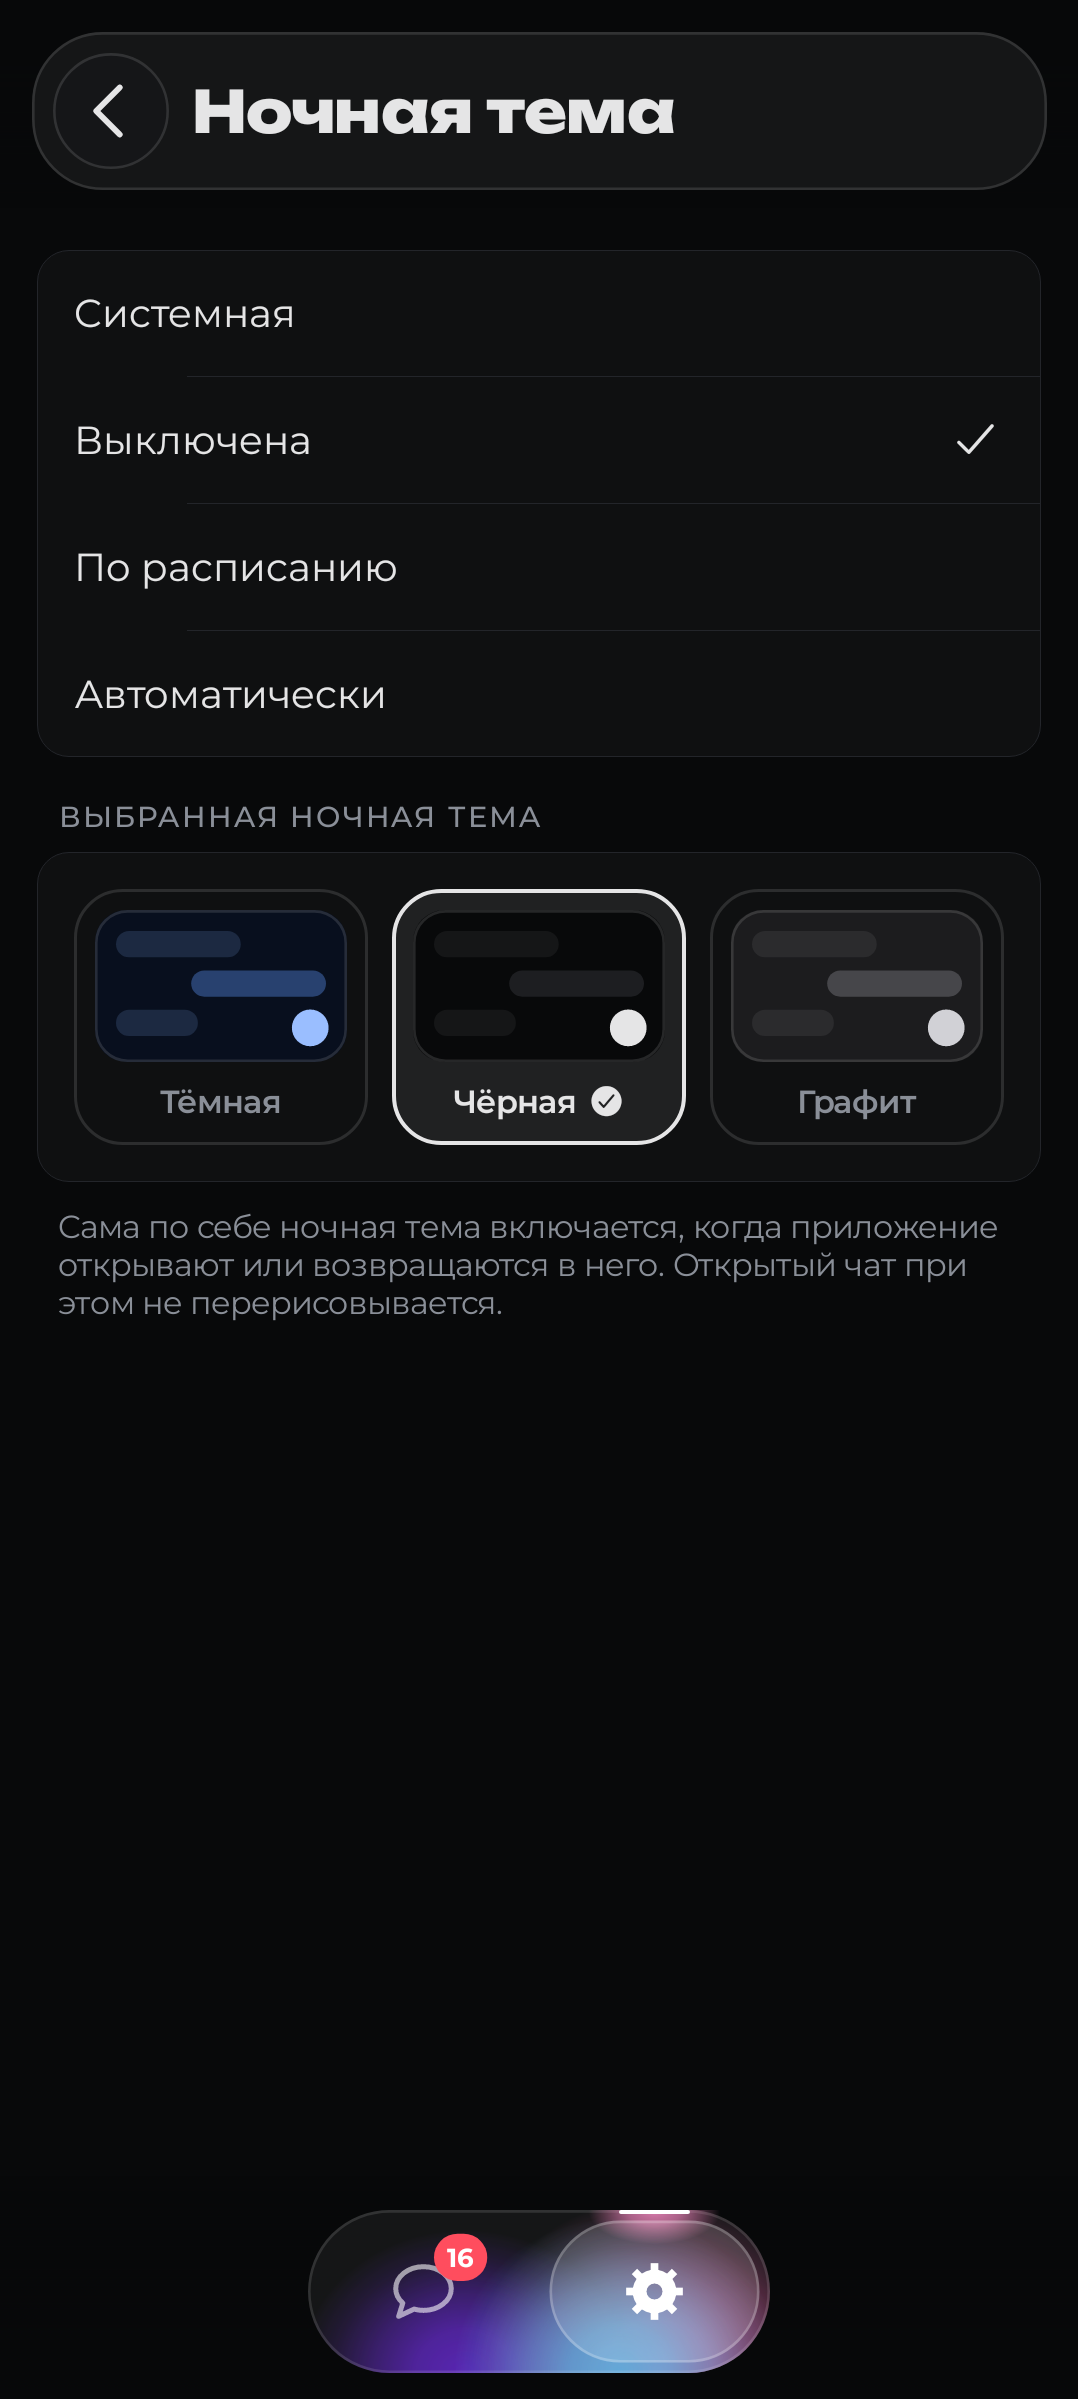 Ночная тема
Системная
Выключена
По расписанию
Автоматически
ВЫБРАННАЯ НОЧНАЯ ТЕМА
Тёмная
Чёрная
Графит
Сама по себе ночная тема включается, когда приложение
открывают или возвращаются в него. Открытый чат при
этом не перерисовывается.
16